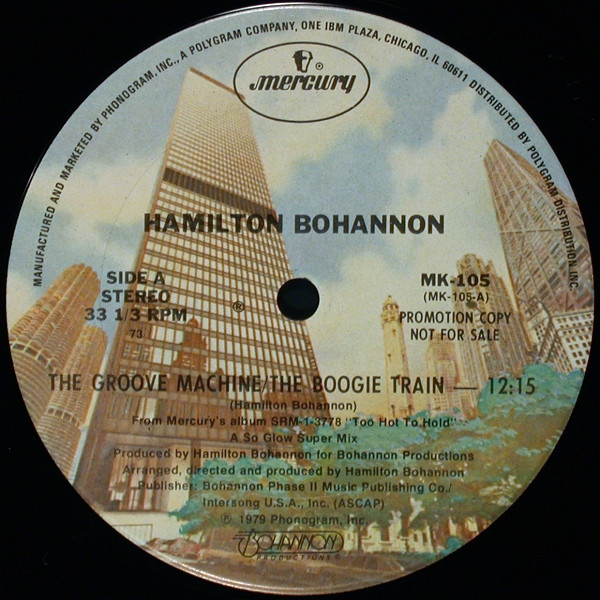 MANUFACTURED AND MARKETED BY PHONOGRAM, INC., A POLYGRAM COMPANY, ONE IBM PLAZA, CHICAGO, IL 60611 DISTRIBUTED BY POLYGRAM DISTRIBUTION, INC.
®
mercury
HAMILTON BOHANNON
SIDE A
STEREO
33 1/3 RPM
73
®
MK-105
(MK-105-A)
PROMOTION COPY
NOT FOR SALE
THE GROOVE MACHINE/THE BOOGIE TRAIN — 12:15
(Hamilton Bohannon)
From Mercury's album SRM-1-3778 "Too Hot To Hold"
A So Glow Super Mix
Produced by Hamilton Bohannon for Bohannon Productions
Arranged, directed and produced by Hamilton Bohannon
Publisher: Bohannon Phase II Music Publishing Co./
Intersong U.S.A., Inc. (ASCAP)
℗ 1979 Phonogram, Inc.
BOHANNON
PRODUCTIONS ©